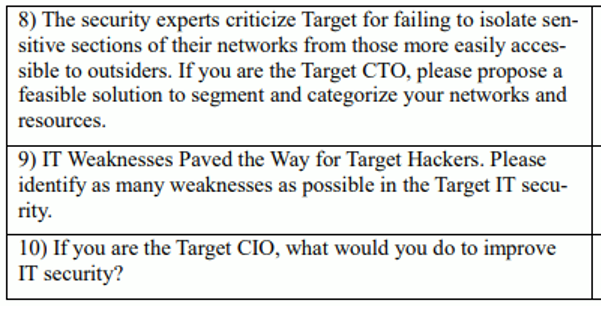 8) The security experts criticize Target for failing to isolate sen-
sitive sections of their networks from those more easily acces-
sible to outsiders. If you are the Target CTO, please propose a
feasible solution to segment and categorize your networks and
resources.
9) IT Weaknesses Paved the Way for Target Hackers. Please
identify as many weaknesses as possible in the Target IT secu-
rity.
10) If you are the Target CIO, what would you do to improve
IT security?